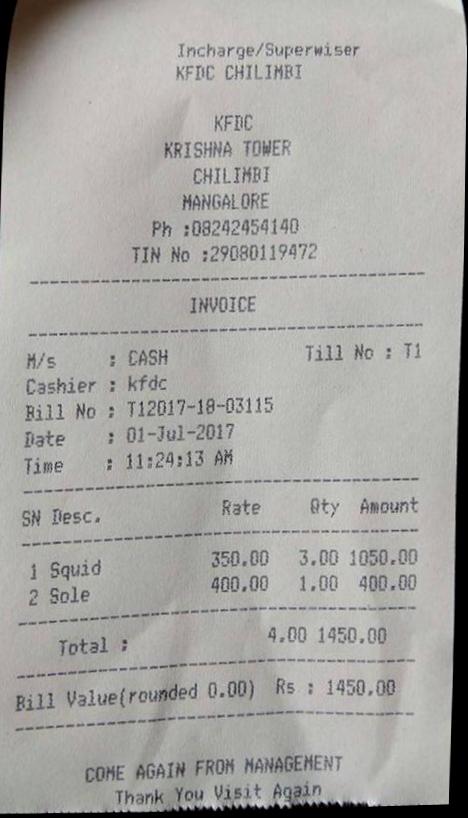 Incharge/Superwiser
KFDC CHILIMBI
KFDC
KRISHNA TOWER
CHILIMBI
MANGALORE
Ph :08242454140
TIN No :29080119472
INVOICE
M/s : CASH Till No : T1
Cashier : kfdc
Bill No : T12017-18-03115
Date : 01-Jul-2017
Time : 11:24:13 AM
SN Desc. Rate Qty Amount
1 Squid 350.00 3.00 1050.00
2 Sole 400.00 1.00 400.00
Total : 4.00 1450.00
Bill Value(rounded 0.00) Rs : 1450.00
COME AGAIN FROM MANAGEMENT
Thank You Visit Again